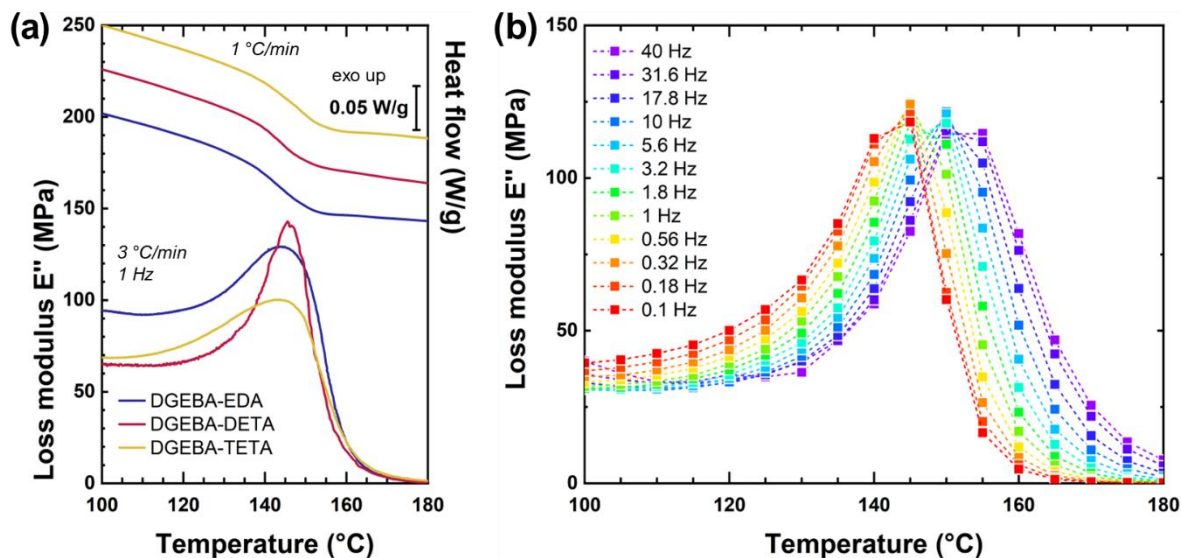 (a)
250
200
150
100
50
0
100
120
140
160
180
Loss modulus E" (MPa)
Temperature (°C)
Heat flow (W/g)
1 °C/min
exo up
0.05 W/g
3 °C/min
1 Hz
DGEBA-EDA
DGEBA-DETA
DGEBA-TETA
(b)
150
100
50
0
100
120
140
160
180
Loss modulus E" (MPa)
Temperature (°C)
40 Hz
31.6 Hz
17.8 Hz
10 Hz
5.6 Hz
3.2 Hz
1.8 Hz
1 Hz
0.56 Hz
0.32 Hz
0.18 Hz
0.1 Hz